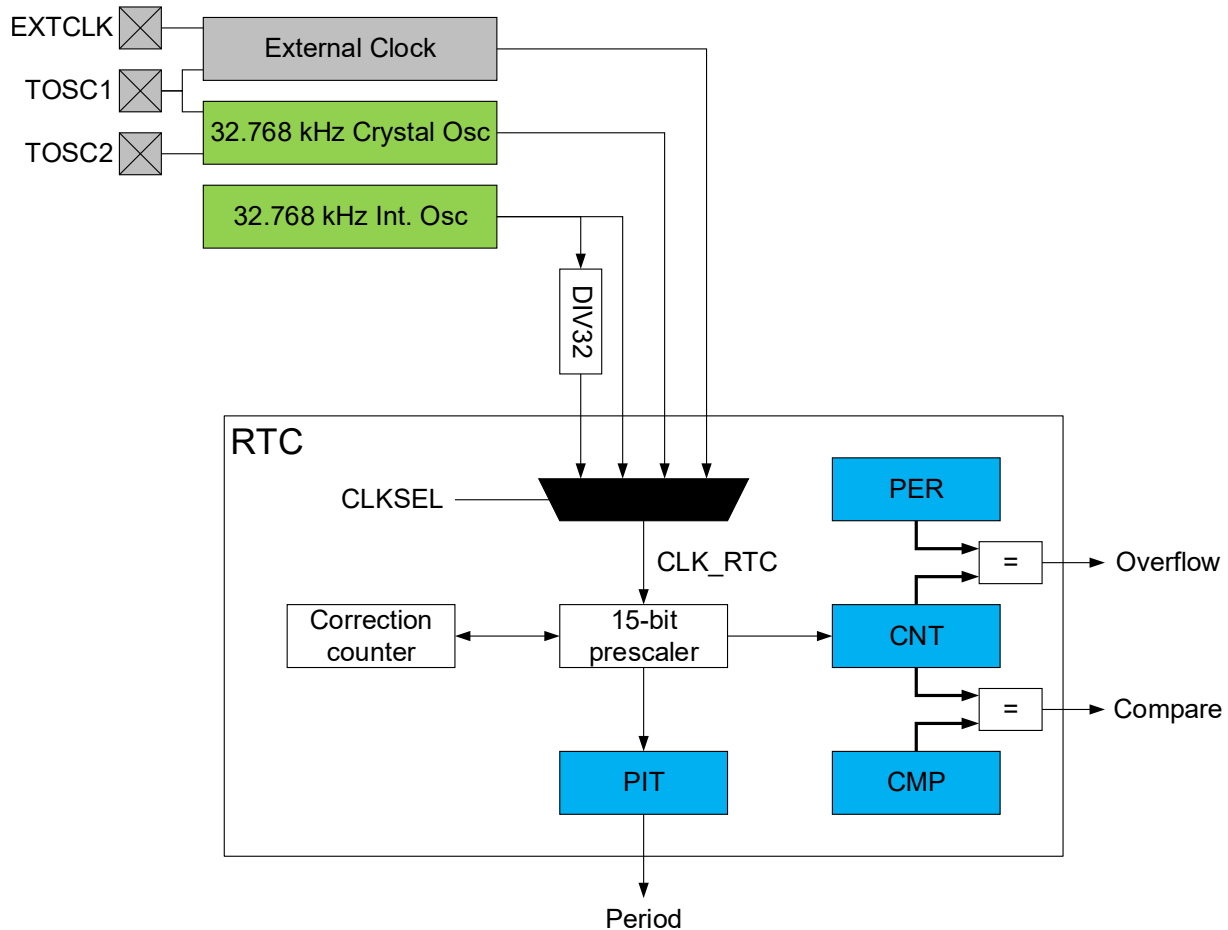 EXTCLK
External Clock
TOSC1
32.768 kHz Crystal Osc
TOSC2
32.768 kHz Int. Osc
DIV32
RTC
CLKSEL
PER
CLK_RTC
=
Overflow
Correction
counter
15-bit
prescaler
CNT
=
Compare
PIT
CMP
Period